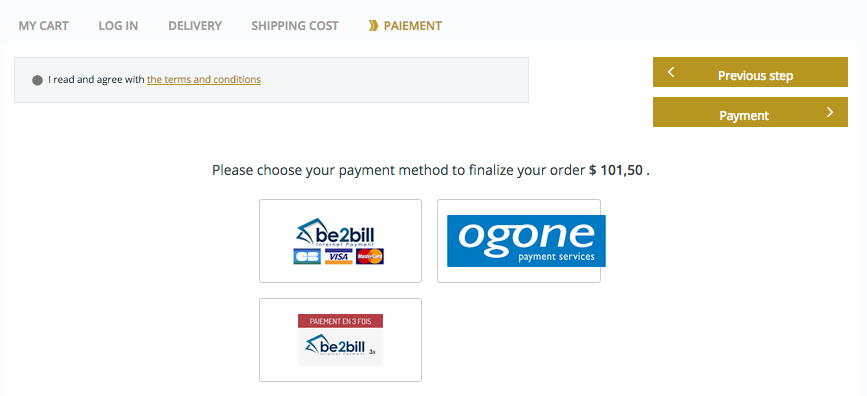 MY CART LOG IN DELIVERY SHIPPING COST PAIEMENT
I read and agree with the terms and conditions
Previous step
Payment
Please choose your payment method to finalize your order $ 101,50 .
be2bill
Internet Payment
CB VISA MasterCard
ogone
payment services
PAIEMENT EN 3 FOIS
be2bill
Internet Payment
3x